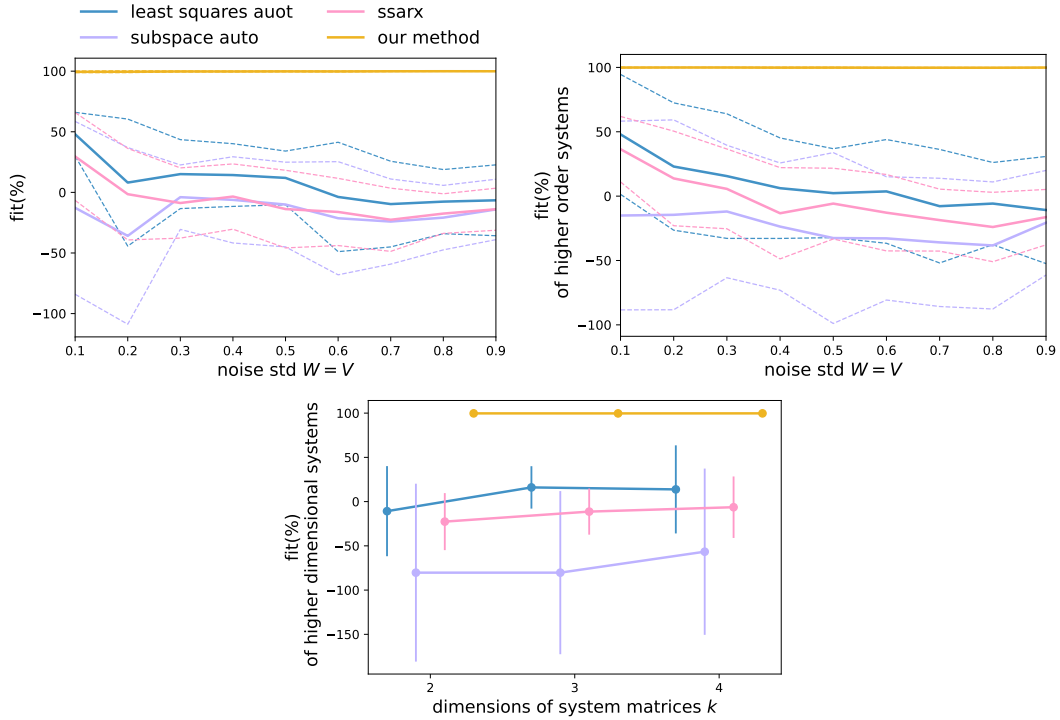 least squares auot
subspace auto
ssarx
our method
fit(%)
100
50
0
−50
−100
0.1 0.2 0.3 0.4 0.5 0.6 0.7 0.8 0.9
noise std W = V
fit(%)
of higher order systems
100
50
0
−50
−100
0.1 0.2 0.3 0.4 0.5 0.6 0.7 0.8 0.9
noise std W = V
fit(%)
of higher dimensional systems
100
50
0
−50
−100
−150
2 3 4
dimensions of system matrices k